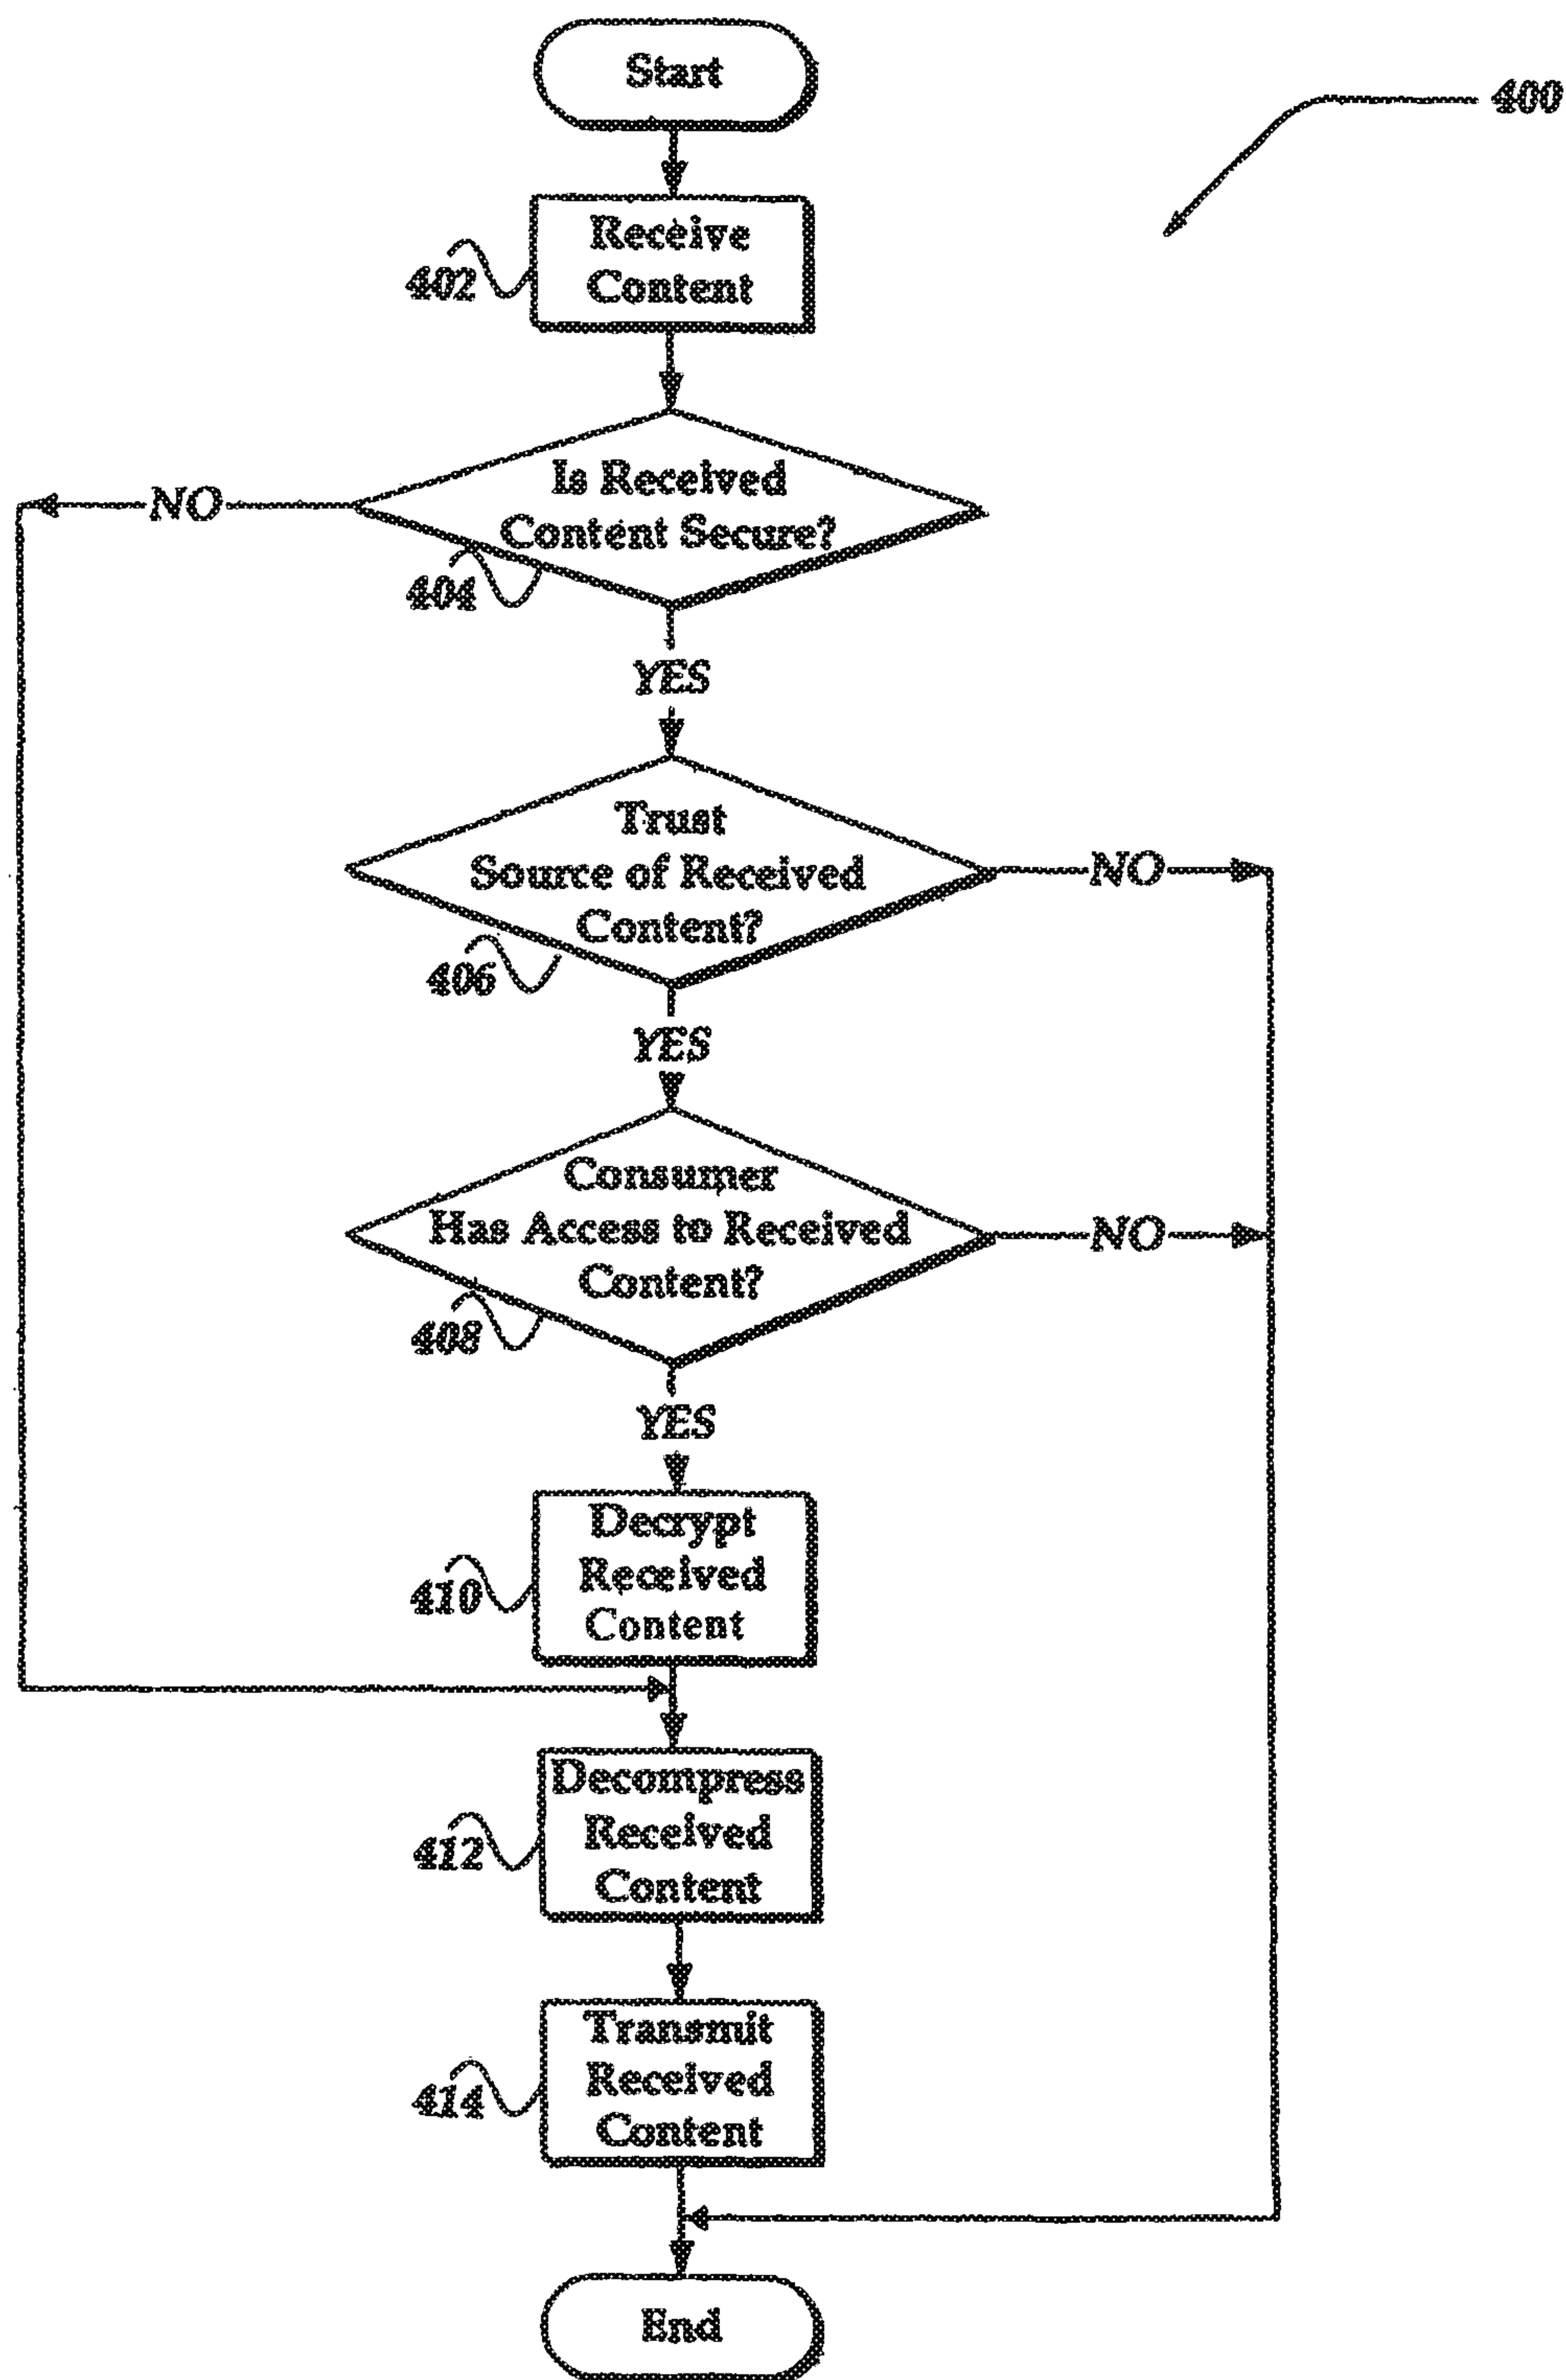 Start
400
Receive
Content
402
Is Received
Content Secure?
NO
404
YES
Trust
Source of Received
Content?
NO
406
YES
Consumer
Has Access to Received
Content?
NO
408
YES
Decrypt
Received
Content
410
Decompress
Received
Content
412
Transmit
Received
Content
414
End